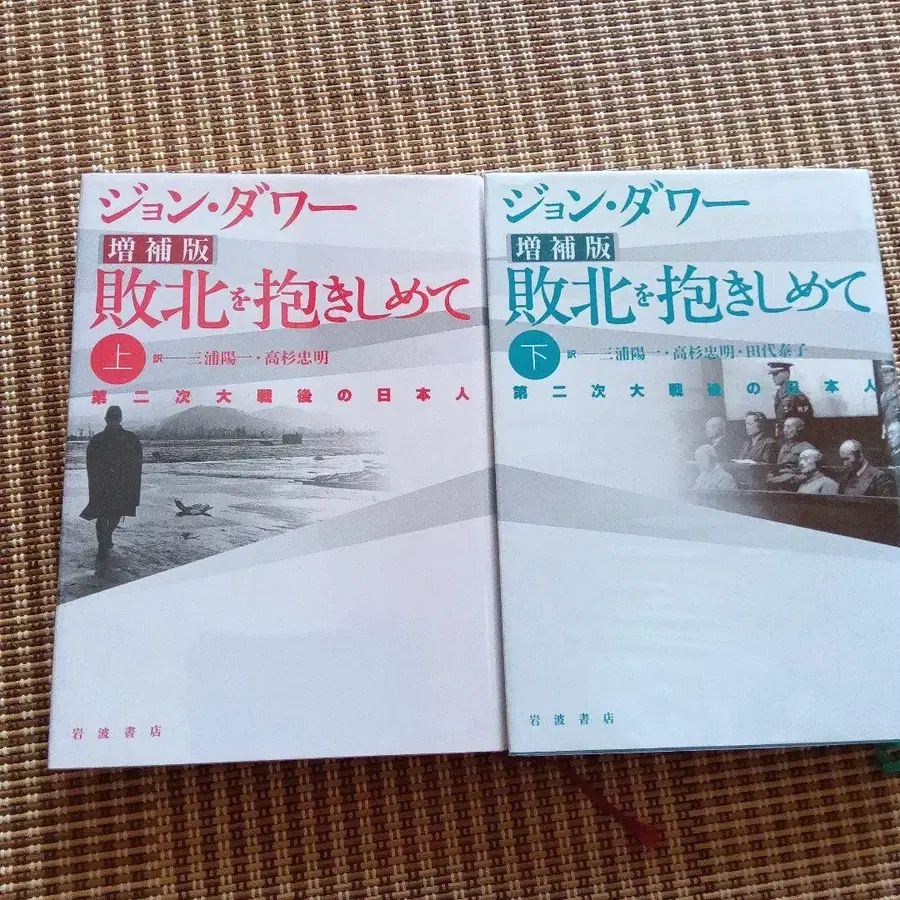 ジョン・ダワー
増補版
敗北を抱きしめて
上 訳―三浦陽一・高杉忠明
第二次大戦後の日本人
岩波書店
ジョン・ダワー
増補版
敗北を抱きしめて
下 訳―三浦陽一・高杉忠明・田代泰子
第二次大戦後の日本人
岩波書店